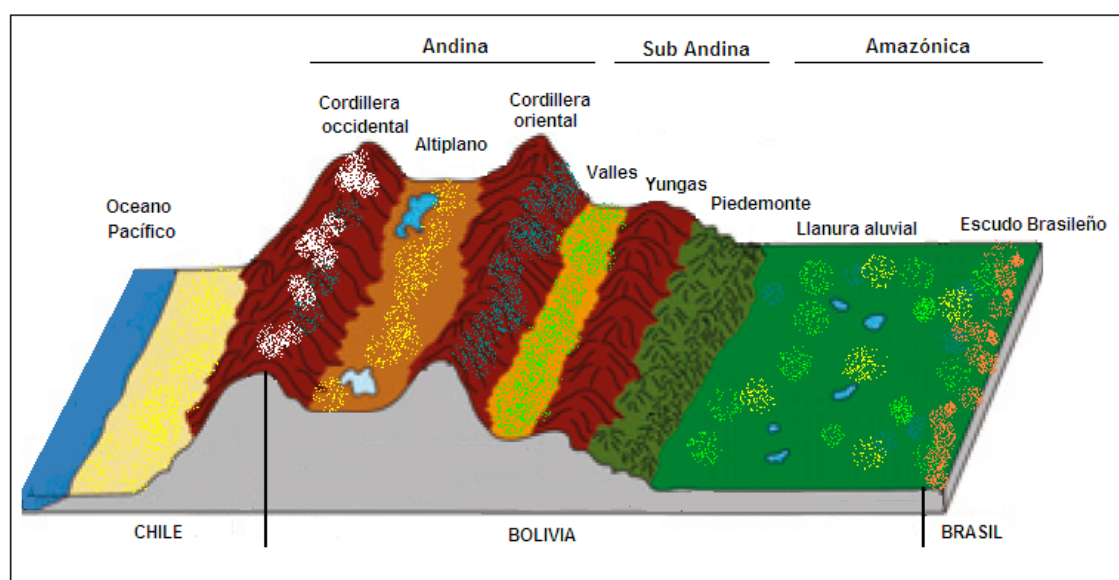 Andina
Sub Andina
Amazónica
Cordillera
occidental
Altiplano
Cordillera
oriental
Valles
Yungas
Piedemonte
Oceano
Pacífico
Llanura aluvial
Escudo Brasileño
CHILE
BOLIVIA
BRASIL